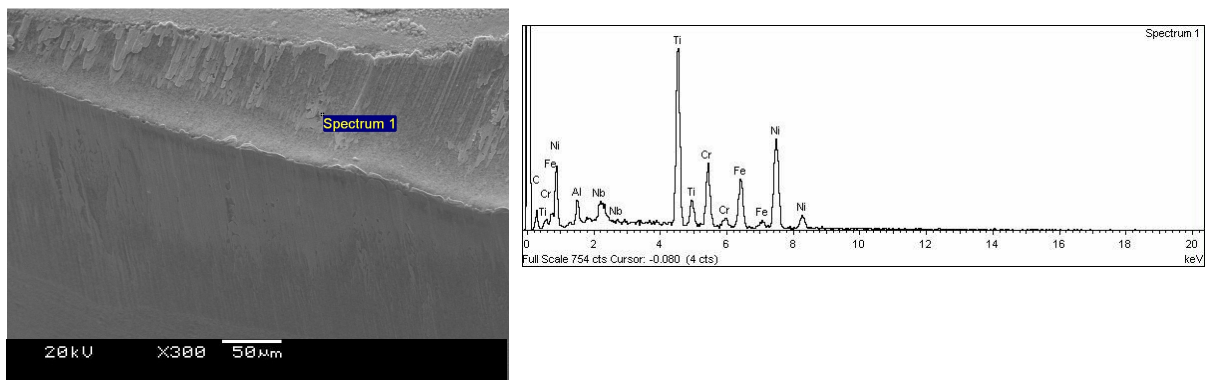 Spectrum 1
20kV X300 50µm
Spectrum 1
Ti
Ni
Ni
Cr
Fe
Fe
C
Cr
Al
Nb
Ti
Ti
Nb
Cr
Fe
Ni
0 2 4 6 8 10 12 14 16 18 20
Full Scale 754 cts Cursor: -0.080 (4 cts) keV